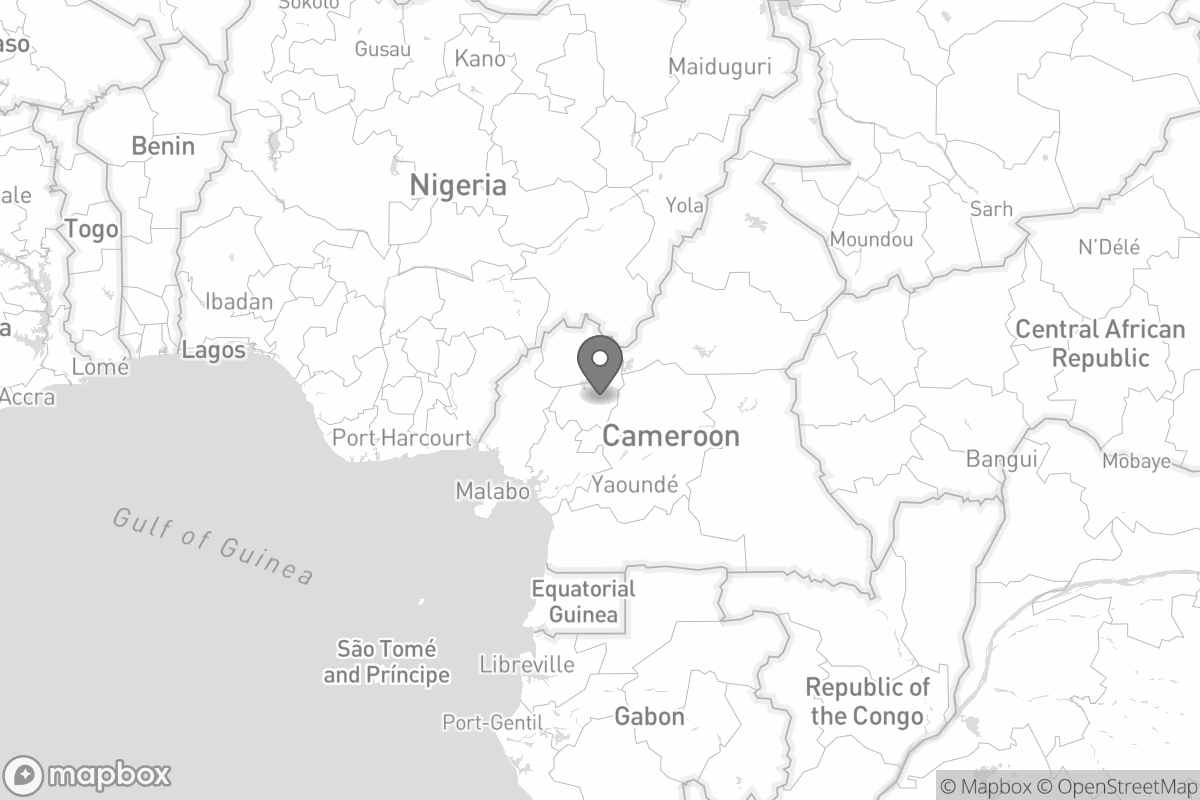 Sokoto
Gusau
Kano
Maiduguri
aso
Benin
Nigeria
Yola
Sarh
ale
Togo
Moundou
N'Délé
Ibadan
a
Lagos
Central African
Republic
Lomé
Accra
Port Harcourt
Cameroon
Bangui
Mobaye
Malabo
Yaoundé
Gulf of Guinea
Equatorial
Guinea
São Tomé
and Príncipe
Libreville
Republic of
the Congo
Port-Gentil
Gabon
mapbox
© Mapbox © OpenStreetMap